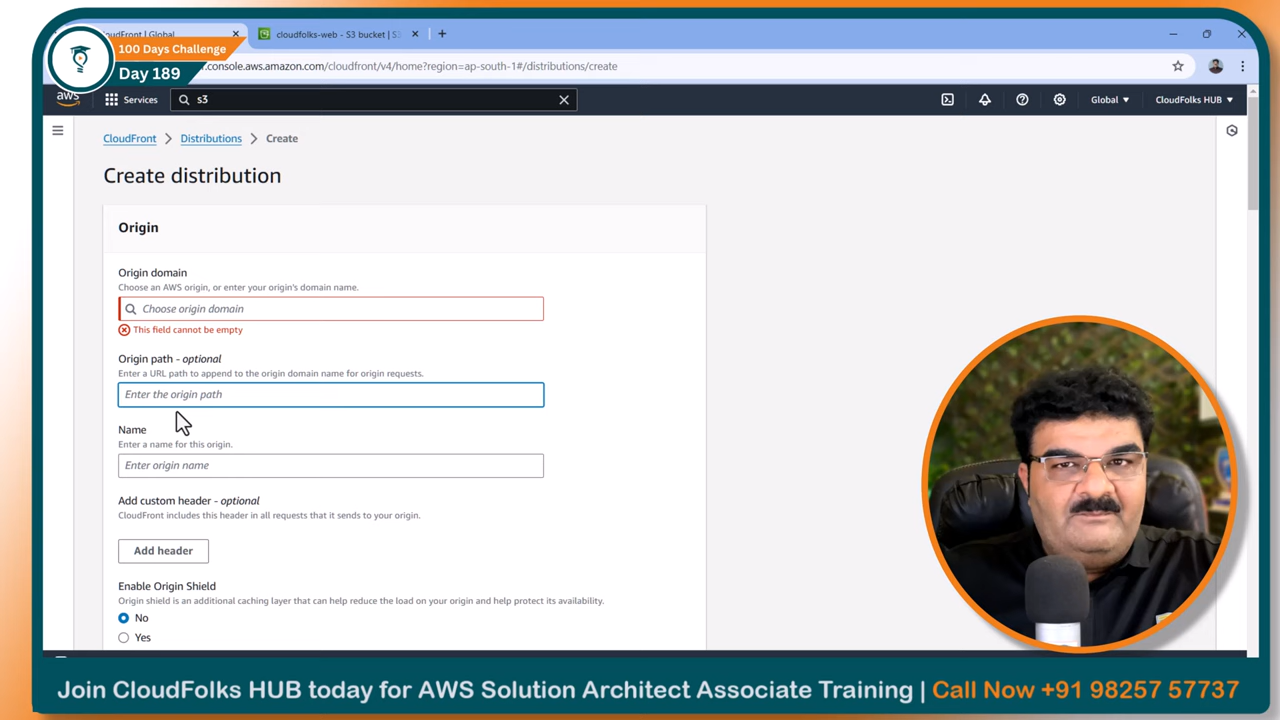 CloudFront | Global
cloudfolks-web - S3 bucket | S3
100 Days Challenge
Day 189
.console.aws.amazon.com/cloudfront/v4/home?region=ap-south-1#/distributions/create
aws
Services
s3
Global
CloudFolks HUB
CloudFront
Distributions
Create
Create distribution
Origin
Origin domain
Choose an AWS origin, or enter your origin's domain name.
Choose origin domain
This field cannot be empty
Origin path - optional
Enter a URL path to append to the origin domain name for origin requests.
Enter the origin path
Name
Enter a name for this origin.
Enter origin name
Add custom header - optional
CloudFront includes this header in all requests that it sends to your origin.
Add header
Enable Origin Shield
Origin shield is an additional caching layer that can help reduce the load on your origin and help protect its availability.
No
Yes
Join CloudFolks HUB today for AWS Solution Architect Associate Training | Call Now +91 98257 57737